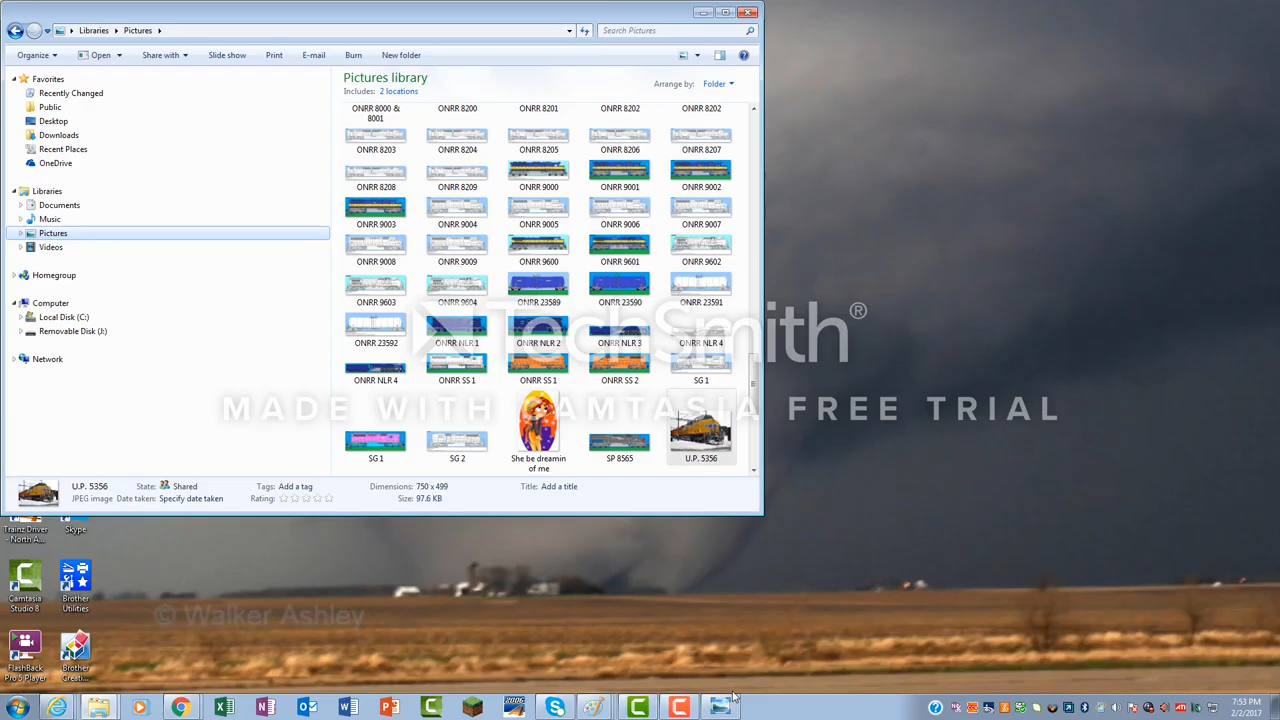 Libraries Pictures
Search Pictures
Organize Open Share with Slide show Print E-mail Burn New folder
Favorites
Recently Changed
Public
Desktop
Downloads
Recent Places
OneDrive
Libraries
Documents
Music
Pictures
Videos
Homegroup
Computer
Local Disk (C:)
Removable Disk (J:)
Network
Pictures library
Includes: 2 locations
Arrange by: Folder
ONRR 8000 & 8001 ONRR 8200 ONRR 8201 ONRR 8202 ONRR 8202
ONRR 8203 ONRR 8204 ONRR 8205 ONRR 8206 ONRR 8207
ONRR 8208 ONRR 8209 ONRR 9000 ONRR 9001 ONRR 9002
ONRR 9003 ONRR 9004 ONRR 9005 ONRR 9006 ONRR 9007
ONRR 9008 ONRR 9009 ONRR 9600 ONRR 9601 ONRR 9602
ONRR 9603 ONRR 9604 ONRR 23589 ONRR 23590 ONRR 23591
ONRR 23592 ONRR NLR 1 ONRR NLR 2 ONRR NLR 3 ONRR NLR 4
ONRR NLR 4 ONRR SS 1 ONRR SS 1 ONRR SS 2 SG 1
SG 1 SG 2 She be dreamin of me SP 8565 U.P. 5356
TechSmith®
MADE WITH CAMTASIA FREE TRIAL
U.P. 5356 State: Shared Tags: Add a tag Dimensions: 750 x 499 Title: Add a title
JPEG image Date taken: Specify date taken Rating: Size: 97.6 KB
Trainz Driver - North A... Skype
Camtasia Studio 8 Brother Utilities
FlashBack Pro 5 Player Brother Creati...
© Walker Ashley
2006
7:53 PM
2/2/2017